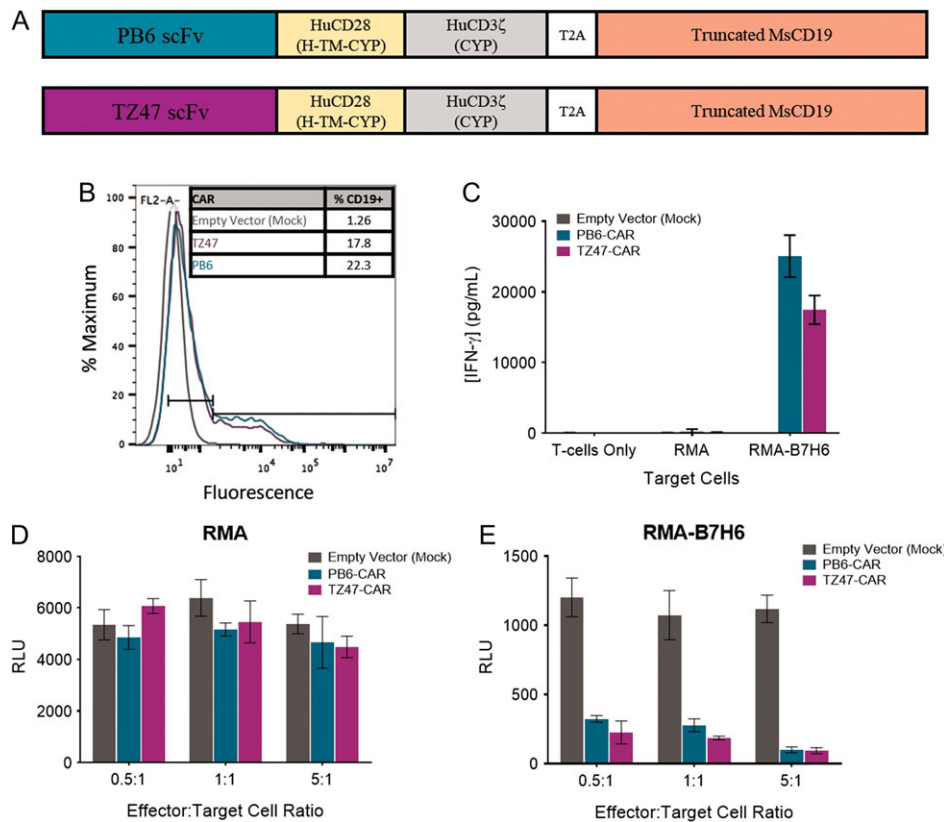 A
PB6 scFv
HuCD28
(H-TM-CYP)
HuCD3ζ
(CYP)
T2A
Truncated MsCD19
TZ47 scFv
HuCD28
(H-TM-CYP)
HuCD3ζ
(CYP)
T2A
Truncated MsCD19
B
FL2-A-
CAR % CD19+
Empty Vector (Mock) 1.26
TZ47 17.8
PB6 22.3
% Maximum
100
80
60
40
20
0
10¹ 10⁴ 10⁵ 10⁷
Fluorescence
C
Empty Vector (Mock)
PB6-CAR
TZ47-CAR
[IFN-γ] (pg/mL)
30000
20000
10000
0
T-cells Only RMA RMA-B7H6
Target Cells
D
RMA
Empty Vector (Mock)
PB6-CAR
TZ47-CAR
RLU
8000
6000
4000
2000
0
0.5:1 1:1 5:1
Effector:Target Cell Ratio
E
RMA-B7H6
Empty Vector (Mock)
PB6-CAR
TZ47-CAR
RLU
1500
1000
500
0
0.5:1 1:1 5:1
Effector:Target Cell Ratio